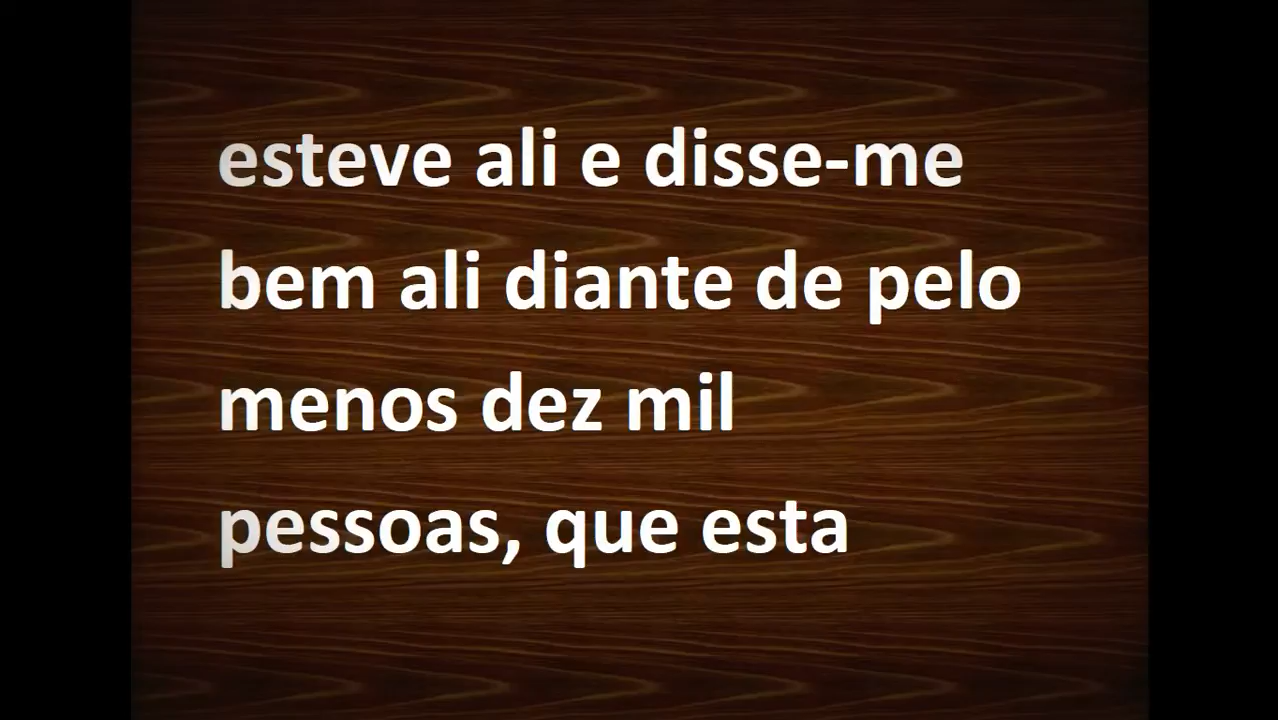 esteve ali e disse-me
bem ali diante de pelo
menos dez mil
pessoas, que esta